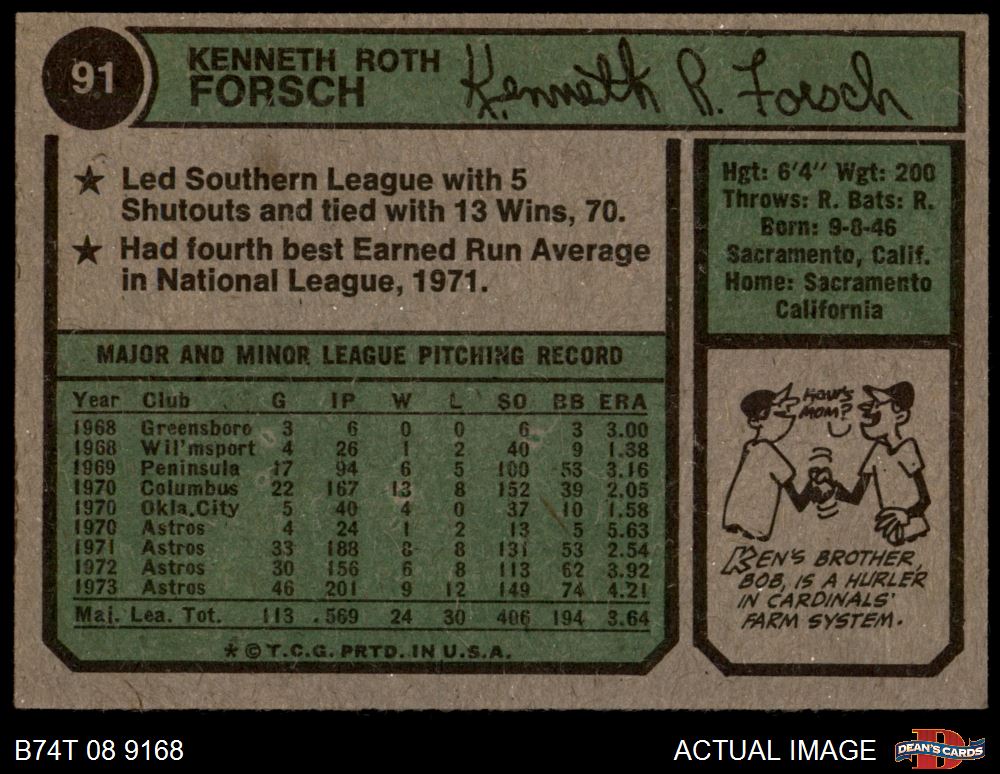 91
KENNETH ROTH
FORSCH
Kenneth R. Forsch
★ Led Southern League with 5
Shutouts and tied with 13 Wins, 70.
★ Had fourth best Earned Run Average
in National League, 1971.
Hgt: 6'4" Wgt: 200
Throws: R. Bats: R.
Born: 9-8-46
Sacramento, Calif.
Home: Sacramento
California
MAJOR AND MINOR LEAGUE PITCHING RECORD
Year Club G IP W L SO BB ERA
1968 Greensboro 3 6 0 0 6 3 3.00
1968 Wil'msport 4 26 1 2 40 9 1.38
1969 Peninsula 17 94 6 5 100 53 3.16
1970 Columbus 22 167 13 8 152 39 2.05
1970 Okla.City 5 40 4 0 37 10 1.58
1970 Astros 4 24 1 2 13 5 5.63
1971 Astros 33 188 8 8 131 53 2.54
1972 Astros 30 156 6 8 113 62 3.92
1973 Astros 46 201 9 12 149 74 4.21
Maj. Lea. Tot. 113 569 24 30 406 194 3.64
★ © T.C.G. PRTD. IN U.S.A.
HOW'S
MOM?
KEN'S BROTHER,
BOB, IS A HURLER
IN CARDINALS'
FARM SYSTEM.
B74T 08 9168
ACTUAL IMAGE
DEAN'S CARDS